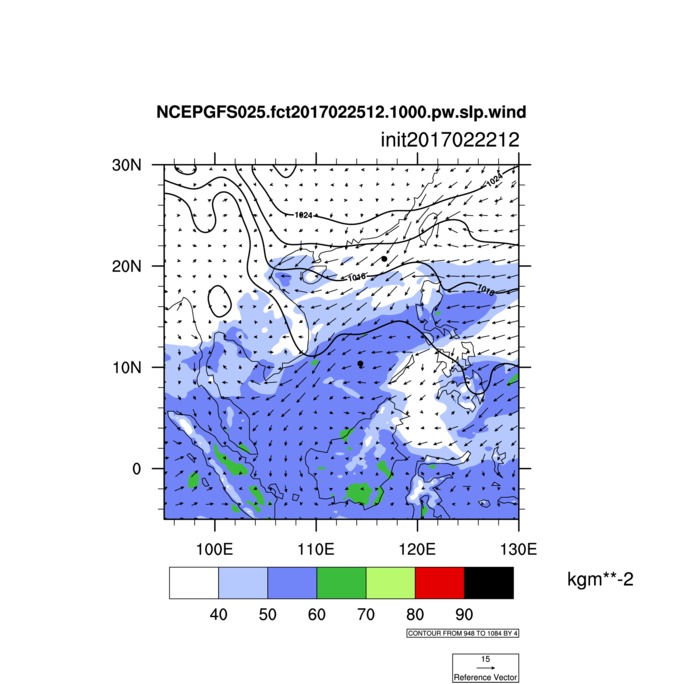 NCEPGFS025.fct2017022512.1000.pw.slp.wind
init2017022212
30N
20N
10N
0
100E 110E 120E 130E
1024
1024
1016
1016
40 50 60 70 80 90
kgm**-2
CONTOUR FROM 948 TO 1084 BY 4
15
Reference Vector